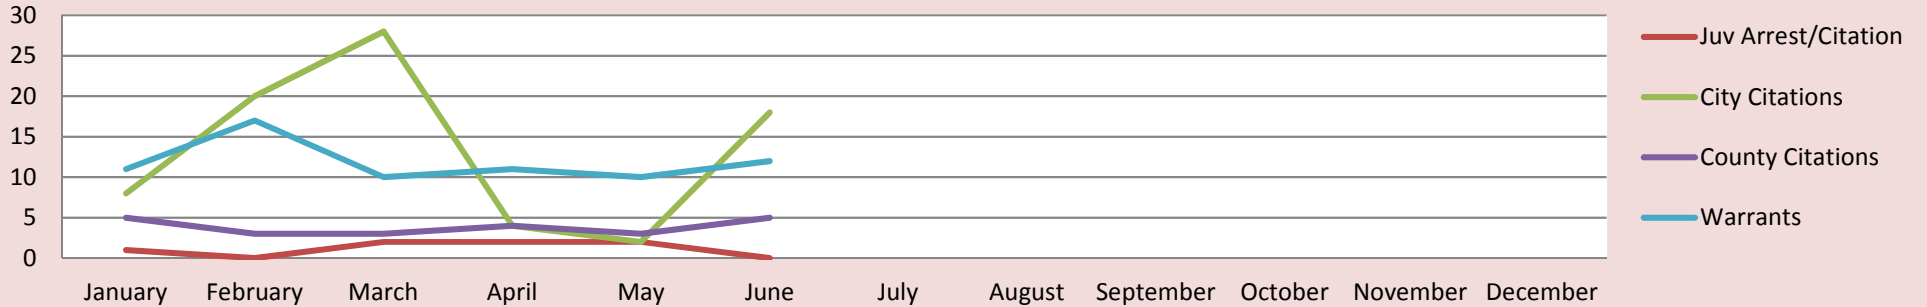 30
25
20
15
10
5
0
January February March April May June July August September October November December
Juv Arrest/Citation
City Citations
County Citations
Warrants